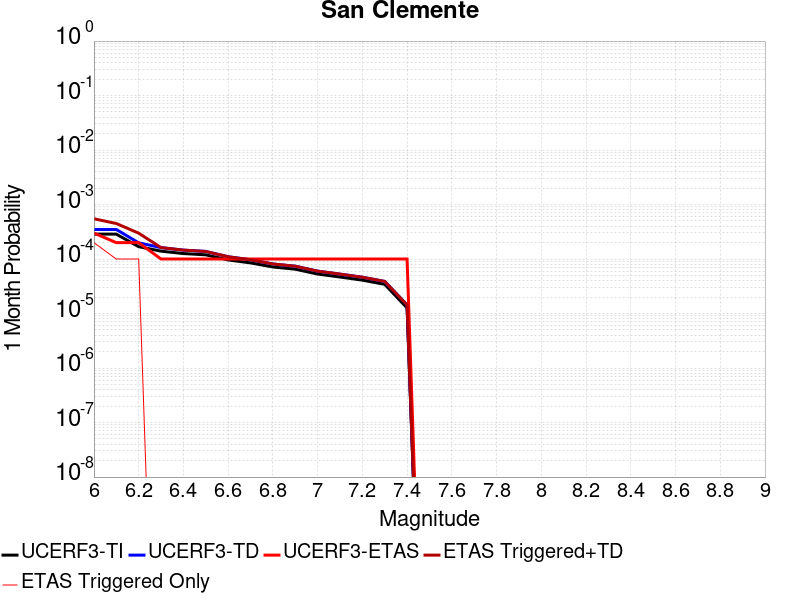 San Clemente
10^0
10^-1
10^-2
10^-3
10^-4
10^-5
10^-6
10^-7
10^-8
1 Month Probability
6 6.2 6.4 6.6 6.8 7 7.2 7.4 7.6 7.8 8 8.2 8.4 8.6 8.8 9
Magnitude
UCERF3-TI UCERF3-TD UCERF3-ETAS ETAS Triggered+TD
ETAS Triggered Only